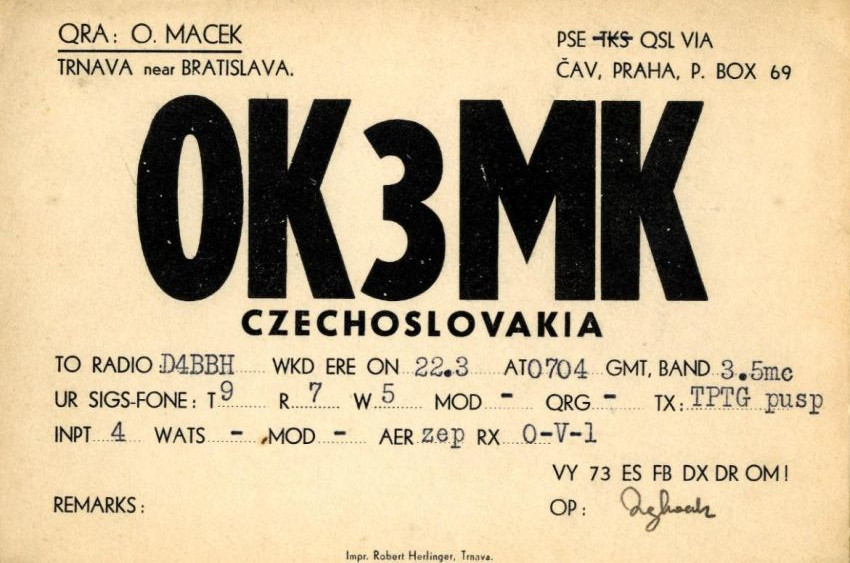 QRA: O. MACEK
TRNAVA near BRATISLAVA.
PSE TKS QSL VIA
ČAV, PRAHA, P. BOX 69
OK3MK
CZECHOSLOVAKIA
TO RADIO: D4BBH WKD ERE ON 22.3 AT 0704 GMT, BAND 3.5mc
UR SIGS-FONE: T 9 R 7 W 5 MOD - QRG - TX: TPTG pusp
INPT 4 WATS - MOD - AER zep RX 0-V-1
VY 73 ES FB DX DR OM!
REMARKS:
OP:
Impr. Robert Herlinger, Trnava.